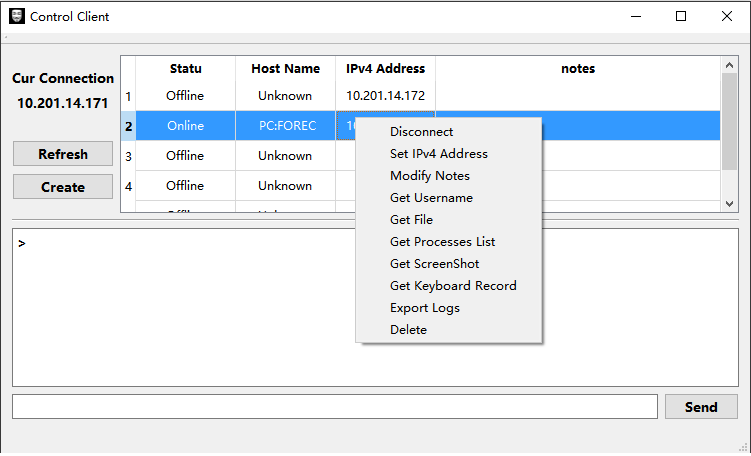 Control Client
Cur Connection
10.201.14.171
Refresh
Create
Statu Host Name IPv4 Address notes
1 Offline Unknown 10.201.14.172
2 Online PC:FOREC 10
3 Offline
4 Offline
Disconnect
Set IPv4 Address
Modify Notes
Get Username
Get File
Get Processes List
Get ScreenShot
Get Keyboard Record
Export Logs
Delete
>
Send